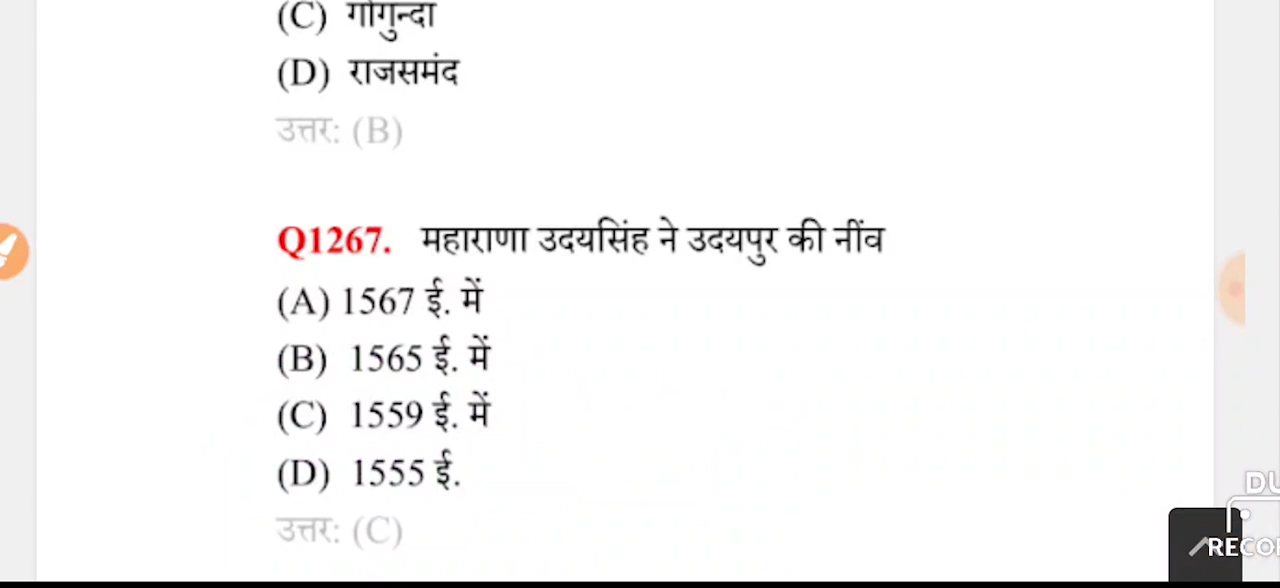 (C) गोगुन्दा
(D) राजसमंद
उत्तर: (B)
Q1267. महाराणा उदयसिंह ने उदयपुर की नींव
(A) 1567 ई. में
(B) 1565 ई. में
(C) 1559 ई. में
(D) 1555 ई.
उत्तर: (C)